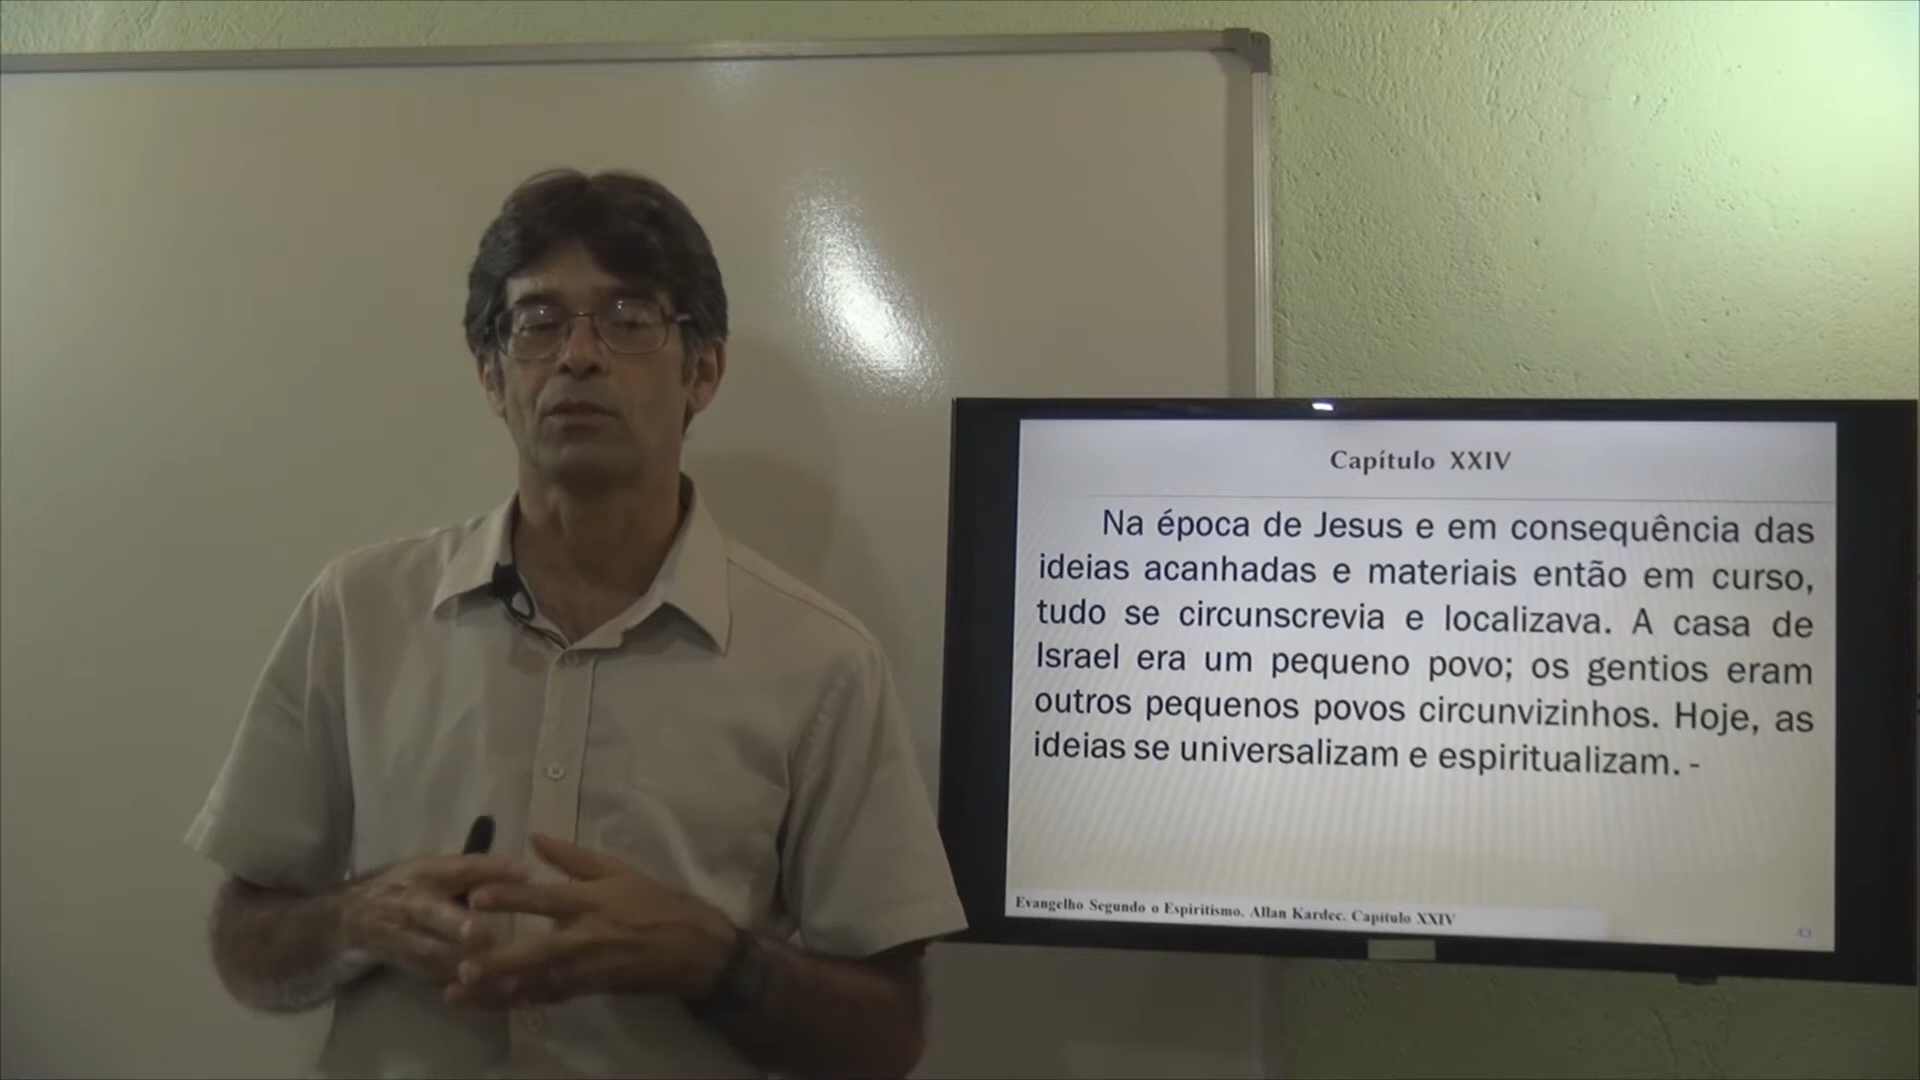 Capítulo XXIV
Na época de Jesus e em consequência das
ideias acanhadas e materiais então em curso,
tudo se circunscrevia e localizava. A casa de
Israel era um pequeno povo; os gentios eram
outros pequenos povos circunvizinhos. Hoje, as
ideias se universalizam e espiritualizam. -
Evangelho Segundo o Espiritismo. Allan Kardec. Capítulo XXIV
43